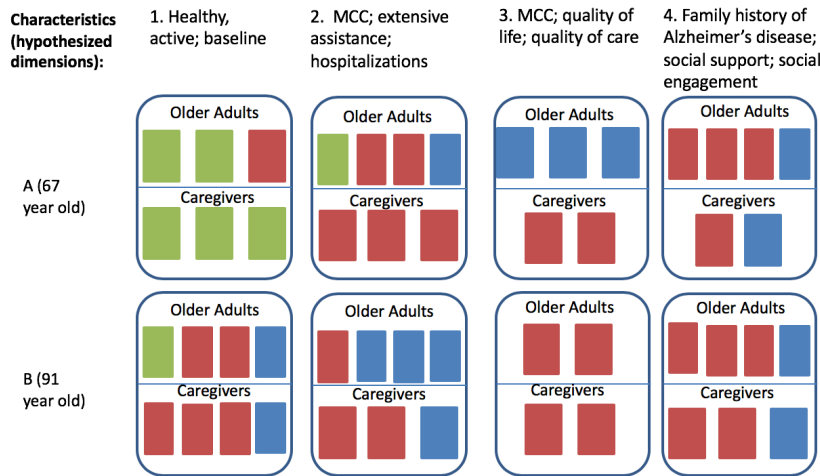 Characteristics
(hypothesized
dimensions):
1. Healthy,
active; baseline
2. MCC; extensive
assistance;
hospitalizations
3. MCC; quality of
life; quality of care
4. Family history of
Alzheimer's disease;
social support; social
engagement
A (67
year old)
Older Adults
Caregivers
Older Adults
Caregivers
Older Adults
Caregivers
Older Adults
Caregivers
B (91
year old)
Older Adults
Caregivers
Older Adults
Caregivers
Older Adults
Caregivers
Older Adults
Caregivers